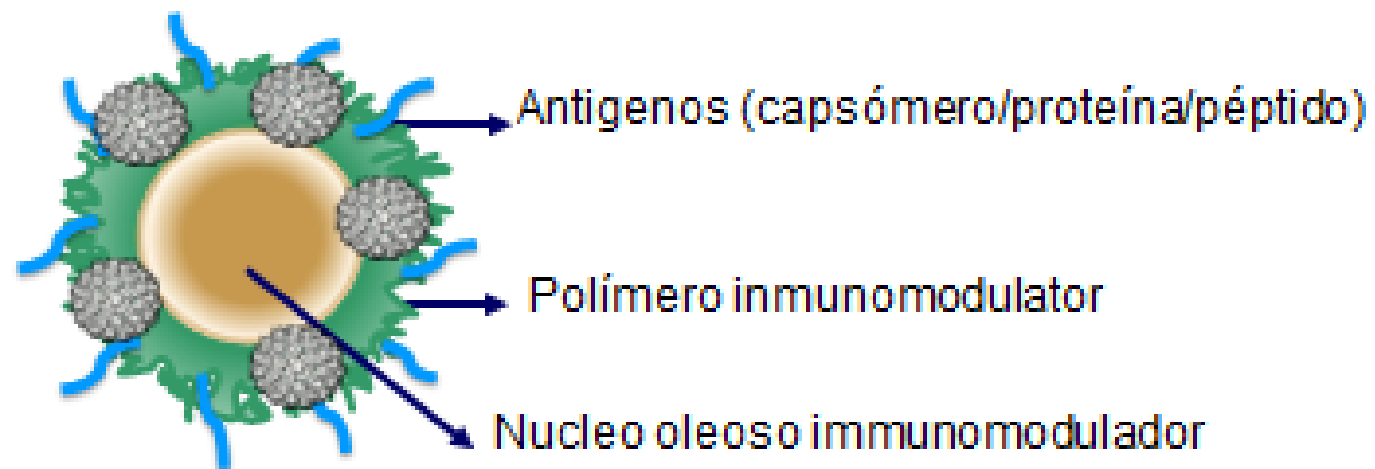 Antigenos (capsómero/proteína/péptido)
Polímero inmunomodulator
Nucleo oleoso immunomodulador